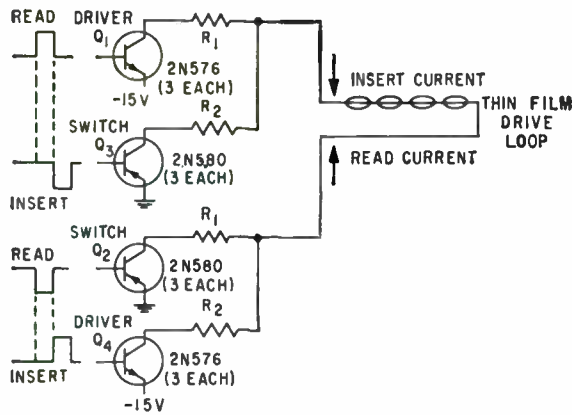 READ
DRIVER
Q1
R1
2N576
(3 EACH)
-15V
R2
SWITCH
Q3
2N580
(3 EACH)
INSERT
INSERT CURRENT
THIN FILM
DRIVE
LOOP
READ CURRENT
SWITCH
R1
READ
Q2
2N580
(3 EACH)
R2
DRIVER
Q4
2N576
(3 EACH)
INSERT
-15V